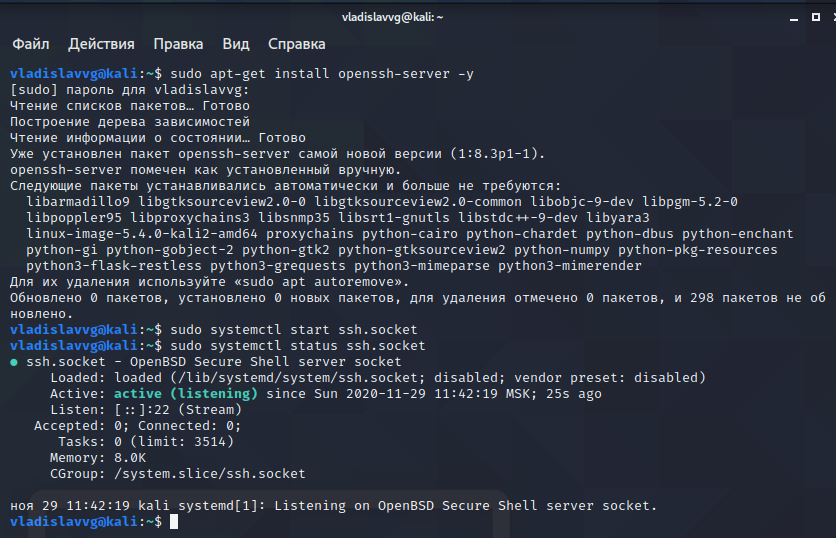 vladislavvg@kali: ~
Файл Действия Правка Вид Справка
vladislavvg@kali:~$ sudo apt-get install openssh-server -y
[sudo] пароль для vladislavvg:
Чтение списков пакетов… Готово
Построение дерева зависимостей
Чтение информации о состоянии… Готово
Уже установлен пакет openssh-server самой новой версии (1:8.3p1-1).
openssh-server помечен как установленный вручную.
Следующие пакеты устанавливались автоматически и больше не требуются:
  libarmadillo9 libgtksourceview2.0-0 libgtksourceview2.0-common libobjc-9-dev libpgm-5.2-0
  libpoppler95 libproxychains3 libsnmp35 libsrt1-gnutls libstdc++-9-dev libyara3
  linux-image-5.4.0-kali2-amd64 proxychains python-cairo python-chardet python-dbus python-enchant
  python-gi python-gobject-2 python-gtk2 python-gtksourceview2 python-numpy python-pkg-resources
  python3-flask-restless python3-grequests python3-mimeparse python3-mimerender
Для их удаления используйте «sudo apt autoremove».
Обновлено 0 пакетов, установлено 0 новых пакетов, для удаления отмечено 0 пакетов, и 298 пакетов не об
новлено.
vladislavvg@kali:~$ sudo systemctl start ssh.socket
vladislavvg@kali:~$ sudo systemctl status ssh.socket
● ssh.socket - OpenBSD Secure Shell server socket
     Loaded: loaded (/lib/systemd/system/ssh.socket; disabled; vendor preset: disabled)
     Active: active (listening) since Sun 2020-11-29 11:42:19 MSK; 25s ago
     Listen: [::]:22 (Stream)
   Accepted: 0; Connected: 0;
      Tasks: 0 (limit: 3514)
     Memory: 8.0K
     CGroup: /system.slice/ssh.socket
ноя 29 11:42:19 kali systemd[1]: Listening on OpenBSD Secure Shell server socket.
vladislavvg@kali:~$